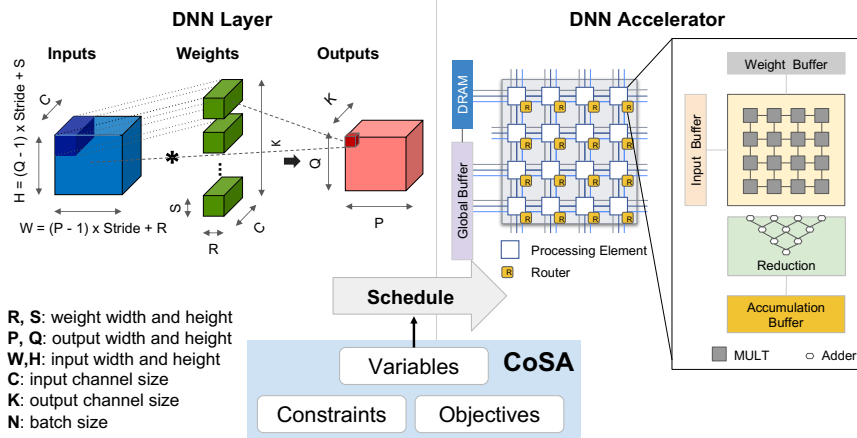 DNN Layer
Inputs
Weights
Outputs
C
H = (Q - 1) x Stride + S
W = (P - 1) x Stride + R
*
K
S
R
C
K
Q
P
DNN Accelerator
DRAM
Global Buffer
R R R R
R R R R
R R R R
R R R R
Processing Element
R Router
Weight Buffer
Input Buffer
Reduction
Accumulation
Buffer
MULT
Adder
Schedule
R, S: weight width and height
P, Q: output width and height
W,H: input width and height
C: input channel size
K: output channel size
N: batch size
Variables
CoSA
Constraints
Objectives